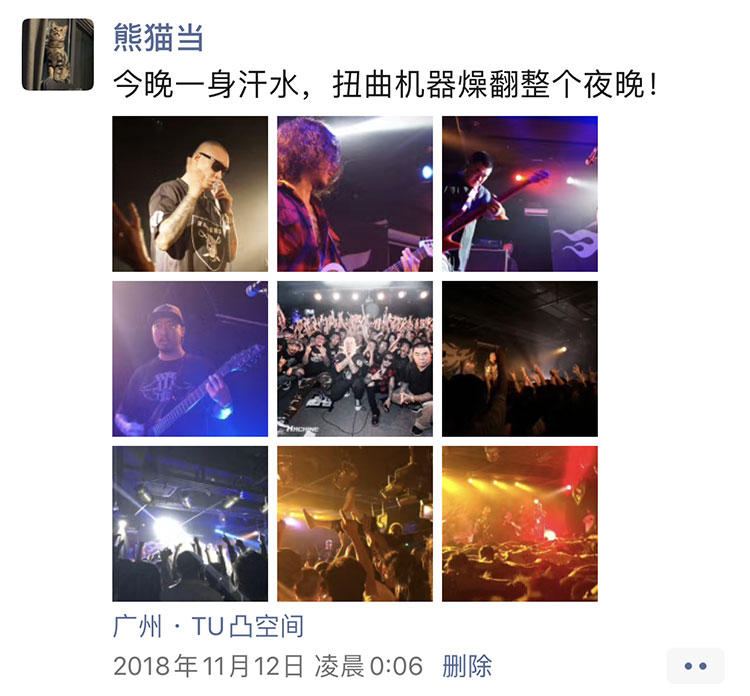 熊猫当
今晚一身汗水，扭曲机器燥翻整个夜晚！
MACHINE
广州 · TU凸空间
2018年11月12日 凌晨0:06 删除